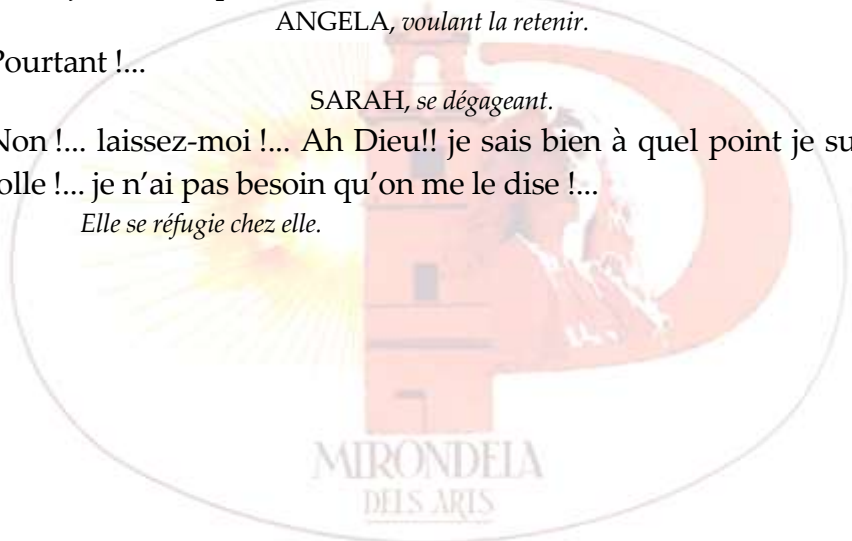 ANGELA, voulant la retenir.
Pourtant !...
SARAH, se dégageant.
Non !... laissez-moi !... Ah Dieu!! je sais bien à quel point je su
olle !... je n’ai pas besoin qu’on me le dise !...
Elle se réfugie chez elle.
MIRONDELA
DELS ARTS